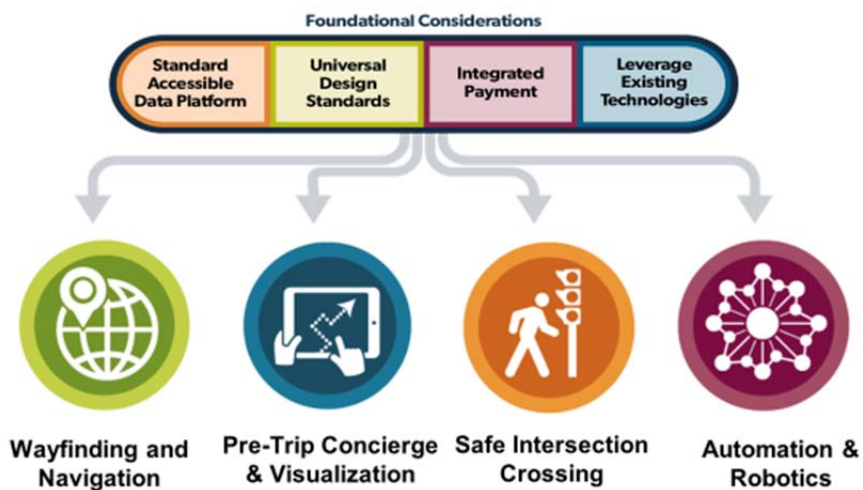 Foundational Considerations
Standard
Accessible
Data Platform
Universal
Design
Standards
Integrated
Payment
Leverage
Existing
Technologies
Wayfinding and
Navigation
Pre-Trip Concierge
& Visualization
Safe Intersection
Crossing
Automation &
Robotics